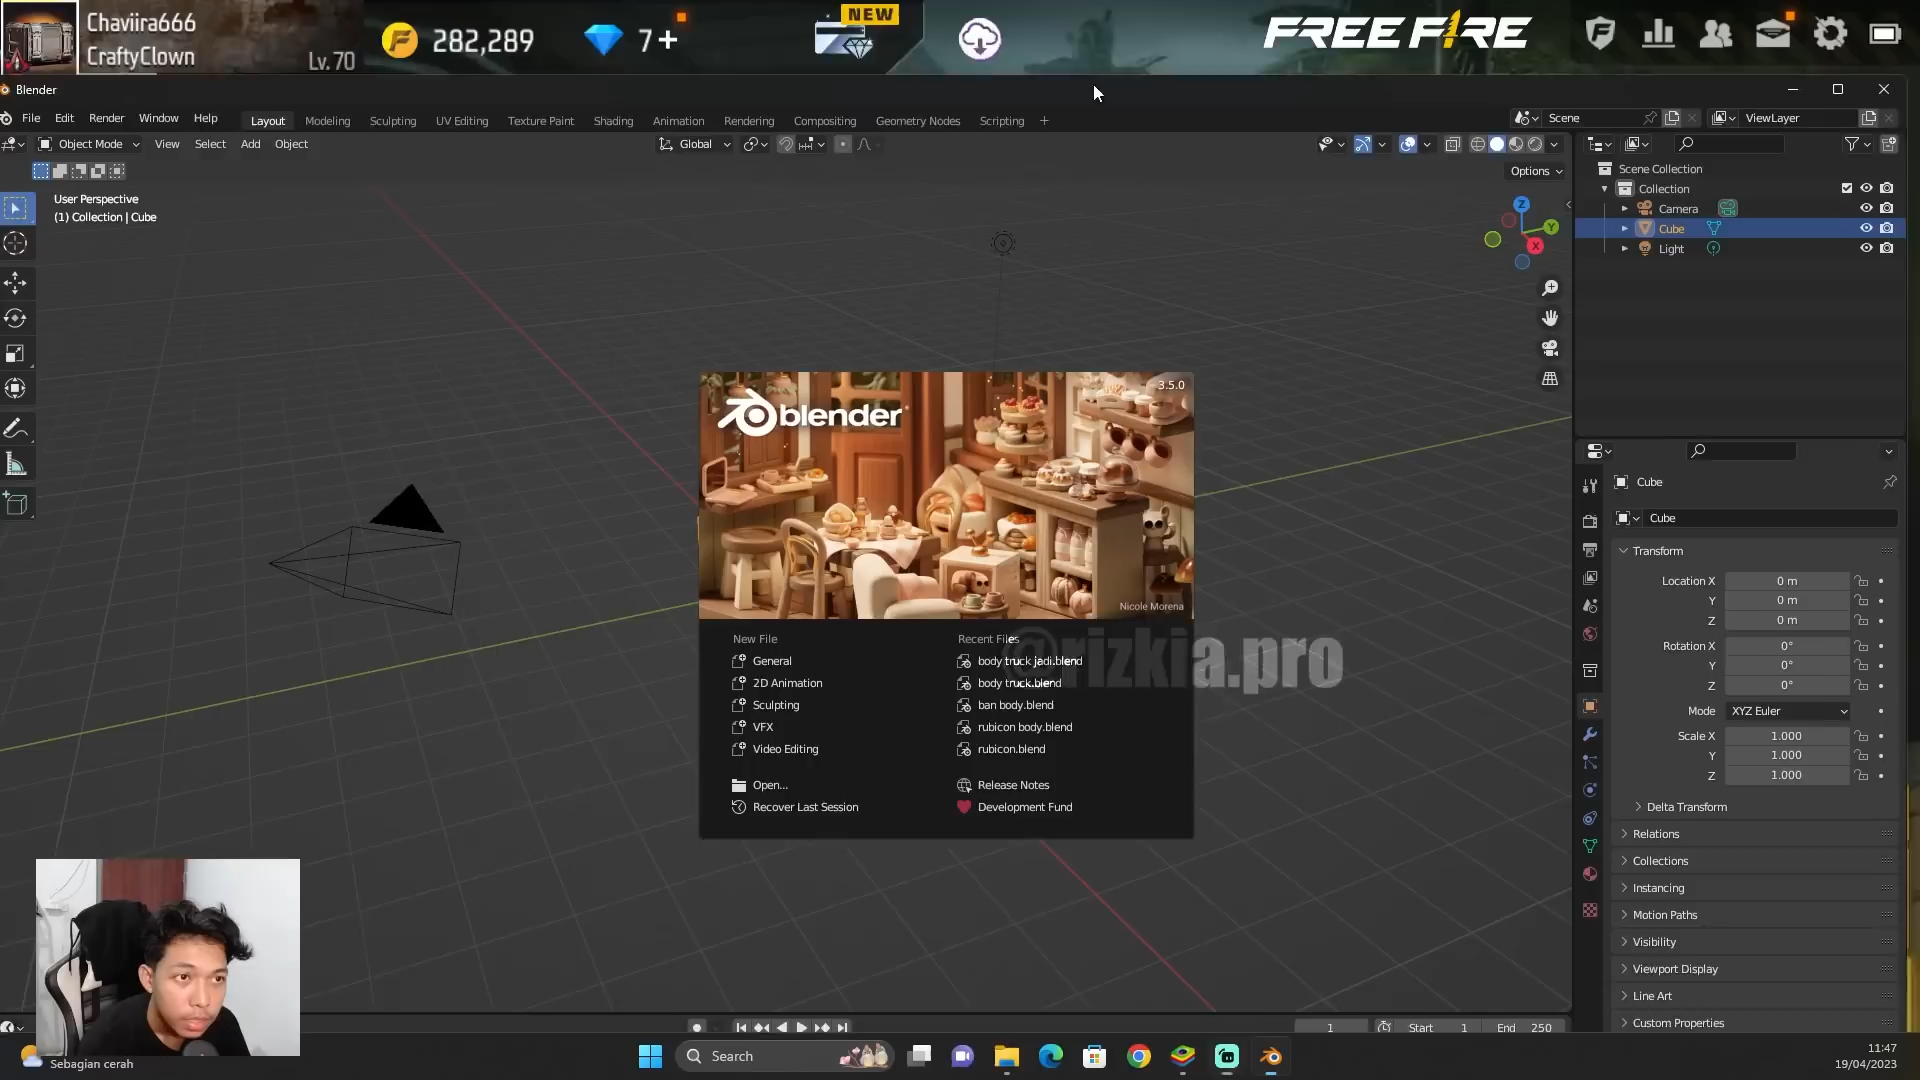 Chaviira666
CraftyClown
Lv.70
282,289
7+
NEW
FREE FIRE
Blender
File Edit Render Window Help
Layout Modeling Sculpting UV Editing Texture Paint Shading Animation Rendering Compositing Geometry Nodes Scripting +
Scene
ViewLayer
Object Mode View Select Add Object
Global
Options
User Perspective
(1) Collection | Cube
Z
Y
X
Scene Collection
Collection
Camera
Cube
Light
3.5.0
blender
Nicole Morena
New File
General
2D Animation
Sculpting
VFX
Video Editing
Open...
Recover Last Session
Recent Files
body truck jadi.blend
body truck.blend
ban body.blend
rubicon body.blend
rubicon.blend
Release Notes
Development Fund
@rizkia.pro
Cube
Cube
Transform
Location X 0 m
Y 0 m
Z 0 m
Rotation X 0°
Y 0°
Z 0°
Mode XYZ Euler
Scale X 1.000
Y 1.000
Z 1.000
Delta Transform
Relations
Collections
Instancing
Motion Paths
Visibility
Viewport Display
Line Art
Custom Properties
1 Start 1 End 250
Sebagian cerah
Search
11:47
19/04/2023